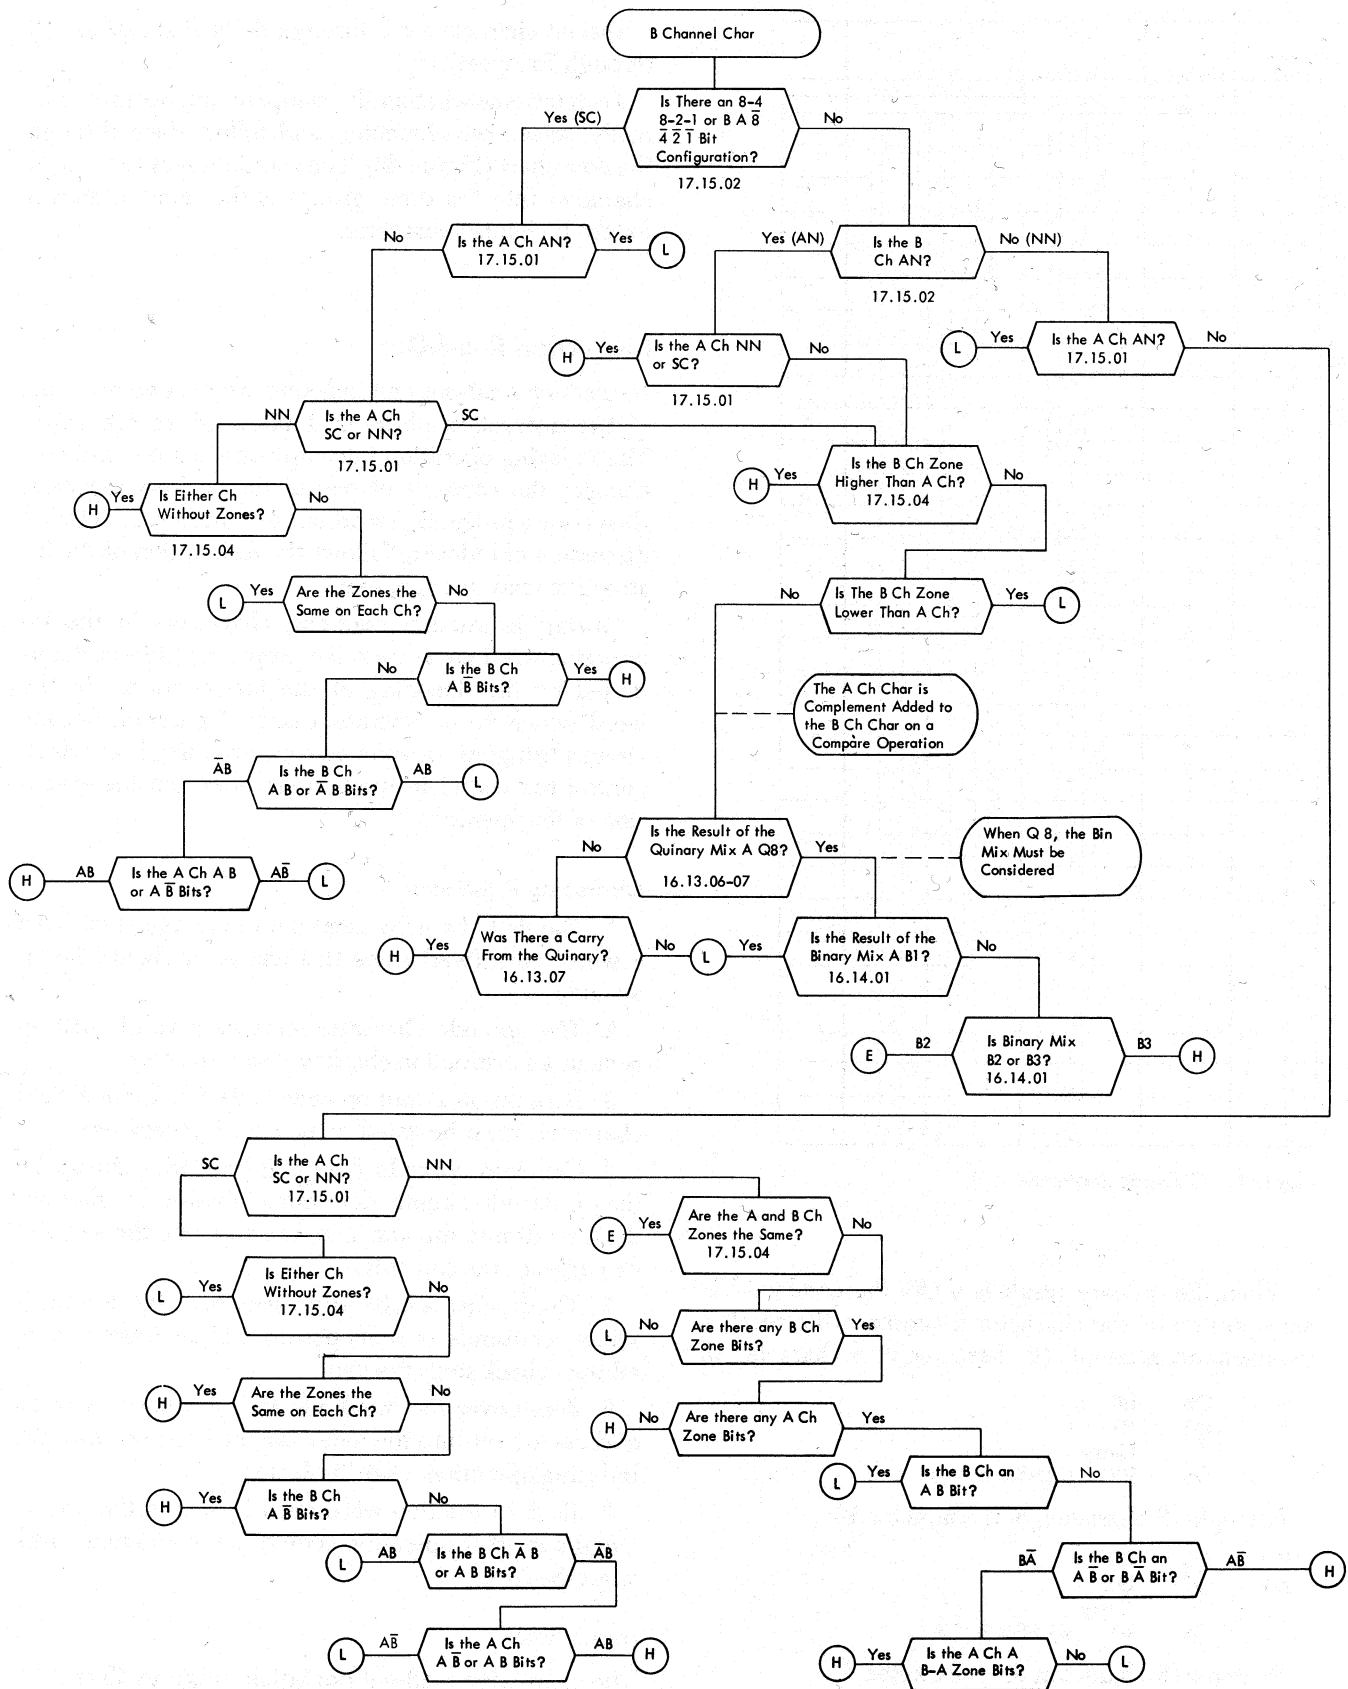 B Channel Char
Is There an 8-4
8-2-1 or B A 8̅
4̅ 2̅ 1̅ Bit
Configuration?
17.15.02
Yes (SC)
No
No
Is the A Ch AN?
17.15.01
Yes
L
Yes (AN)
Is the B
Ch AN?
No (NN)
17.15.02
H
Yes
Is the A Ch NN
or SC?
No
17.15.01
L
Yes
Is the A Ch AN?
17.15.01
No
NN
Is the A Ch
SC or NN?
SC
17.15.01
H
Yes
Is the B Ch Zone
Higher Than A Ch?
17.15.04
No
H
Yes
Is Either Ch
Without Zones?
No
17.15.04
L
Yes
Are the Zones the
Same on Each Ch?
No
No
Is The B Ch Zone
Lower Than A Ch?
Yes
L
No
Is the B Ch
A B̅ Bits?
Yes
H
The A Ch Char is
Complement Added to
the B Ch Char on a
Compare Operation
A̅B
Is the B Ch
A B or A̅ B Bits?
AB
L
H
AB
Is the A Ch A B
or A B̅ Bits?
AB̅
L
No
Is the Result of the
Quinary Mix A Q8?
16.13.06-07
Yes
When Q 8, the Bin
Mix Must be
Considered
H
Yes
Was There a Carry
From the Quinary?
16.13.07
No
L
Yes
Is the Result of the
Binary Mix A B1?
16.14.01
No
E
B2
Is Binary Mix
B2 or B3?
16.14.01
B3
H
SC
Is the A Ch
SC or NN?
17.15.01
NN
E
Yes
Are the A and B Ch
Zones the Same?
17.15.04
No
L
Yes
Is Either Ch
Without Zones?
17.15.04
No
L
No
Are there any B Ch
Zone Bits?
Yes
H
Yes
Are the Zones the
Same on Each Ch?
No
H
No
Are there any A Ch
Zone Bits?
Yes
L
Yes
Is the B Ch an
A B Bit?
No
H
Yes
Is the B Ch
A B̅ Bits?
No
L
AB
Is the B Ch A̅ B
or A B Bits?
A̅B
BA̅
Is the B Ch an
A B̅ or B A̅ Bit?
AB̅
H
L
AB̅
Is the A Ch
A B̅ or A B Bits?
AB
H
H
Yes
Is the A Ch A
B-A Zone Bits?
No
L